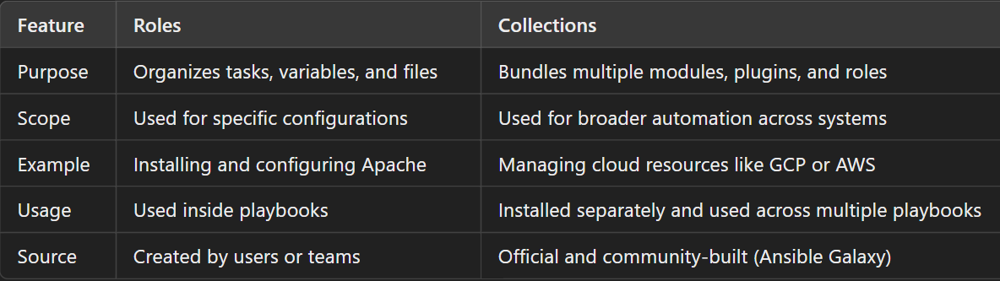 Feature Roles Collections
Purpose Organizes tasks, variables, and files Bundles multiple modules, plugins, and roles
Scope Used for specific configurations Used for broader automation across systems
Example Installing and configuring Apache Managing cloud resources like GCP or AWS
Usage Used inside playbooks Installed separately and used across multiple playbooks
Source Created by users or teams Official and community-built (Ansible Galaxy)